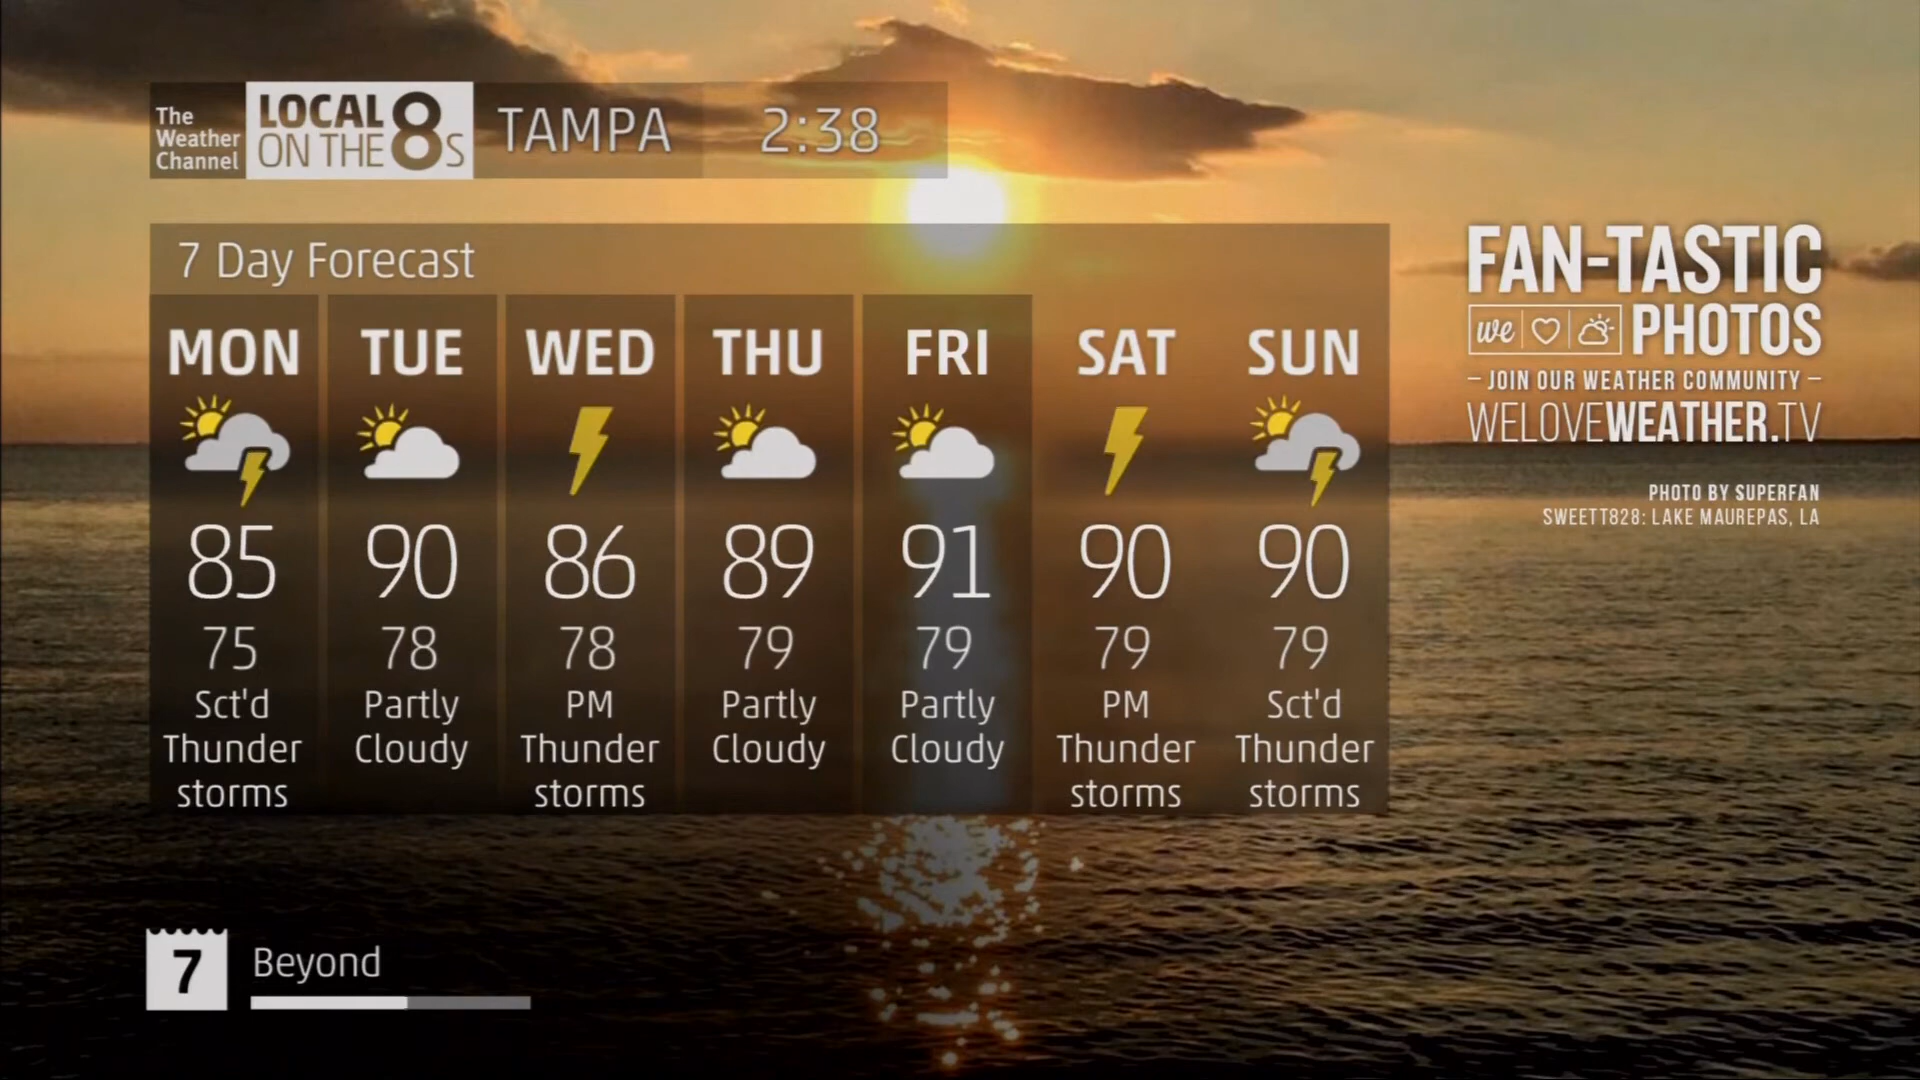 The
Weather
Channel
LOCAL
ON THE 8s
TAMPA
2:38
7 Day Forecast
MON TUE WED THU FRI SAT SUN
85 90 86 89 91 90 90
75 78 78 79 79 79 79
Sct'd Partly PM Partly Partly PM Sct'd
Thunder Cloudy Thunder Cloudy Cloudy Thunder Thunder
storms storms storms storms
FAN-TASTIC
we PHOTOS
– JOIN OUR WEATHER COMMUNITY –
WELOVEWEATHER.TV
PHOTO BY SUPERFAN
SWEETT828: LAKE MAUREPAS, LA
7 Beyond